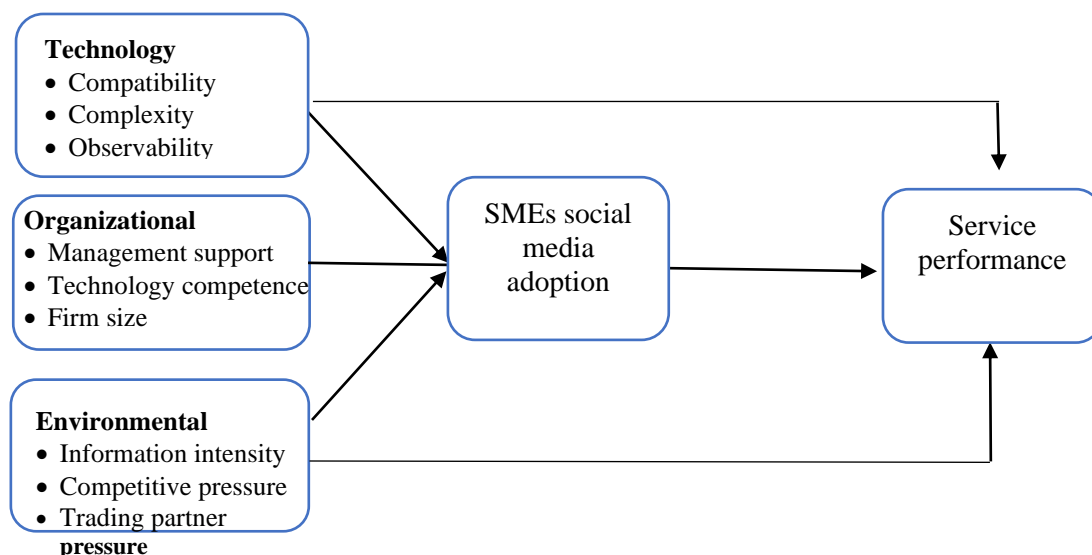 Technology
• Compatibility
• Complexity
• Observability
Organizational
• Management support
• Technology competence
• Firm size
Environmental
• Information intensity
• Competitive pressure
• Trading partner
pressure
SMEs social
media
adoption
Service
performance